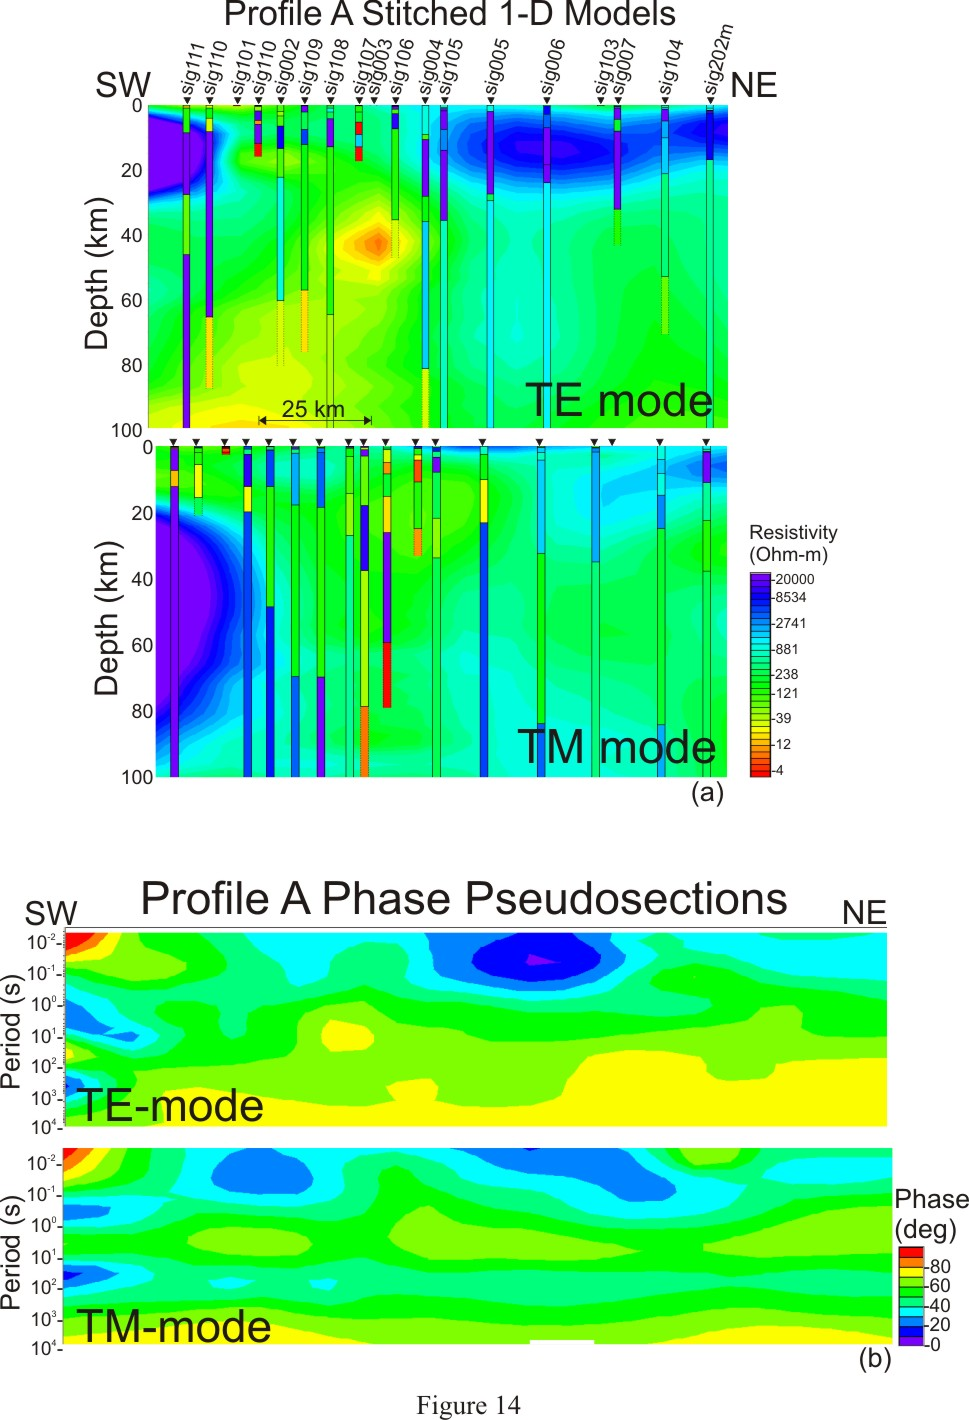 Profile A Stitched 1-D Models
SW
sig111
sig110
sig101
sig110
sig002
sig109
sig108
sig107
sig003
sig106
sig004
sig105
sig005
sig006
sig103
sig007
sig104
sig202m
NE
0
20
40
60
80
100
Depth (km)
25 km
TE mode
0
20
40
60
80
100
Depth (km)
TM mode
Resistivity
(Ohm-m)
20000
8534
2741
881
238
121
39
12
4
(a)
Profile A Phase Pseudosections
SW
NE
10-2
10-1
100
101
102
103
104
Period (s)
TE-mode
10-2
10-1
100
101
102
103
104
Period (s)
TM-mode
Phase
(deg)
80
60
40
20
0
(b)
Figure 14